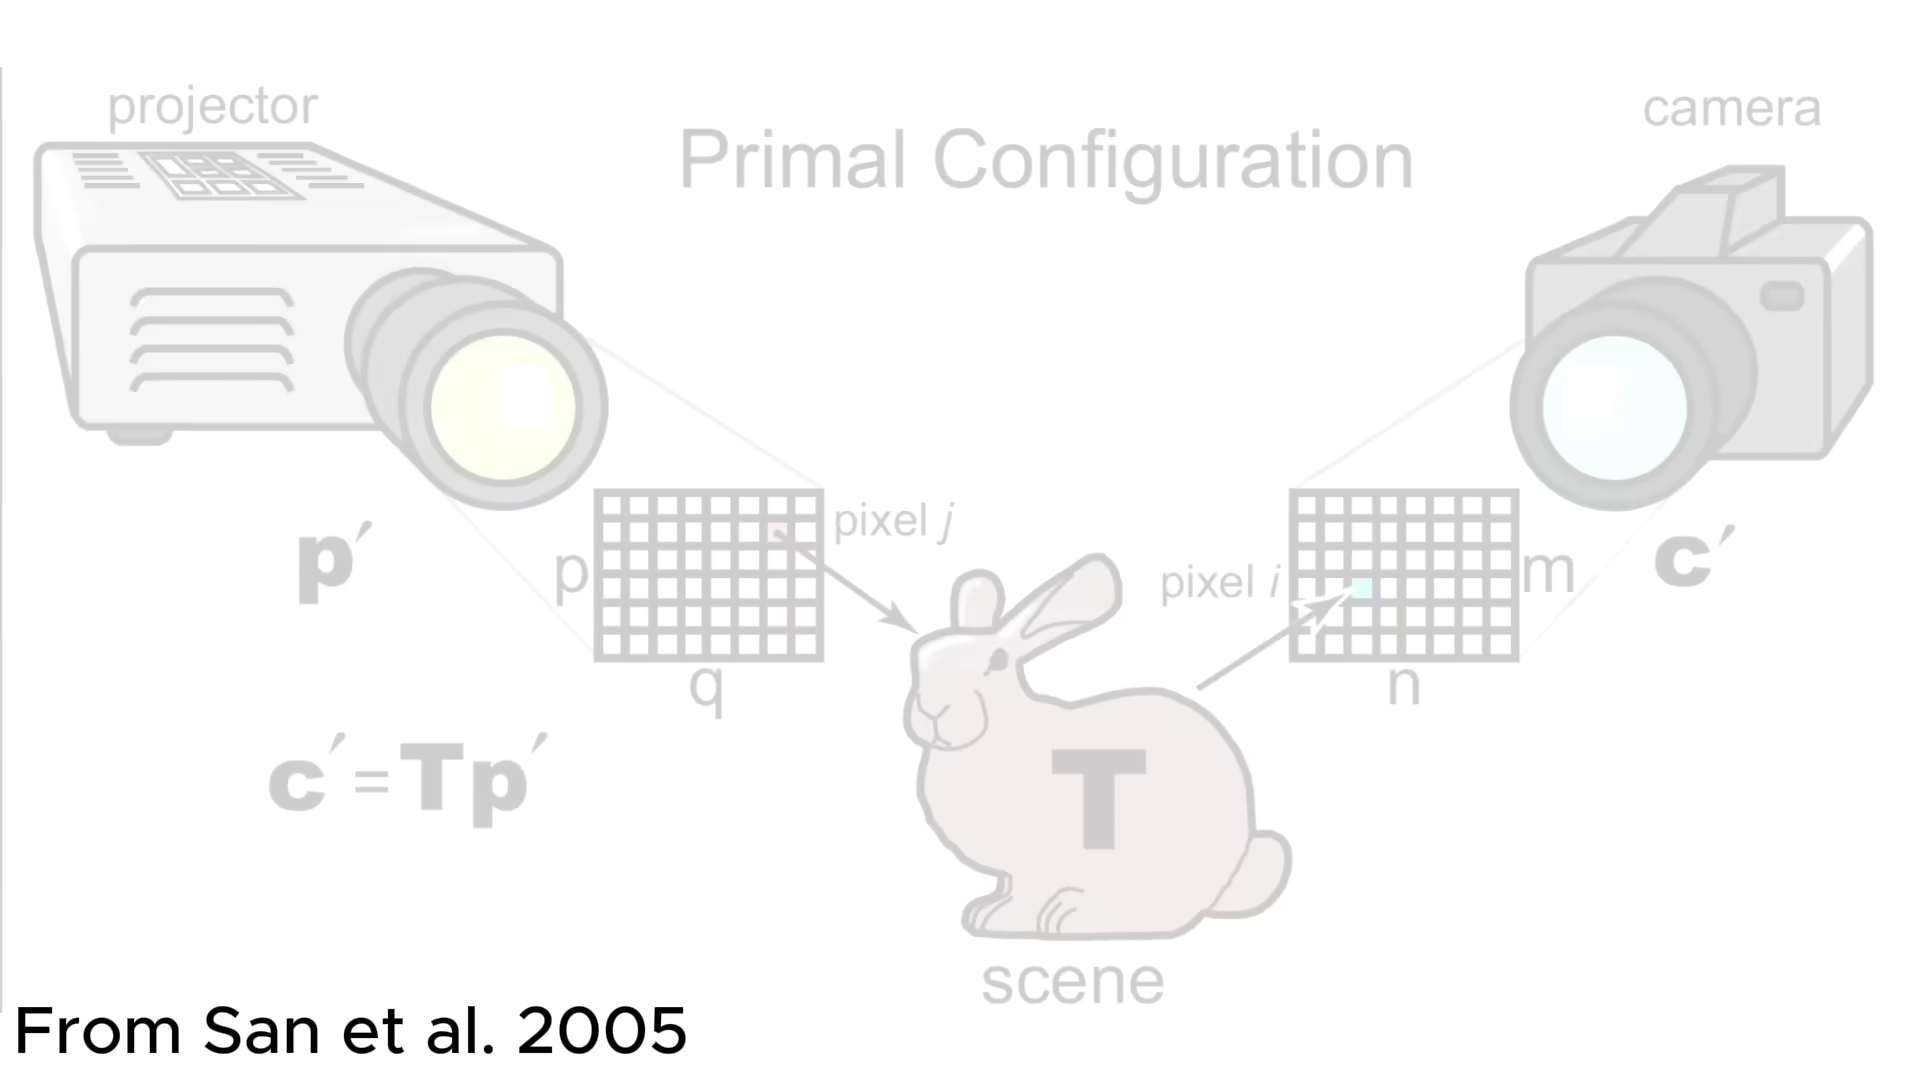 projector
camera
Primal Configuration
pixel j
p′
p
pixel i
m
c′
q
n
c′=Tp′
T
scene
From San et al. 2005